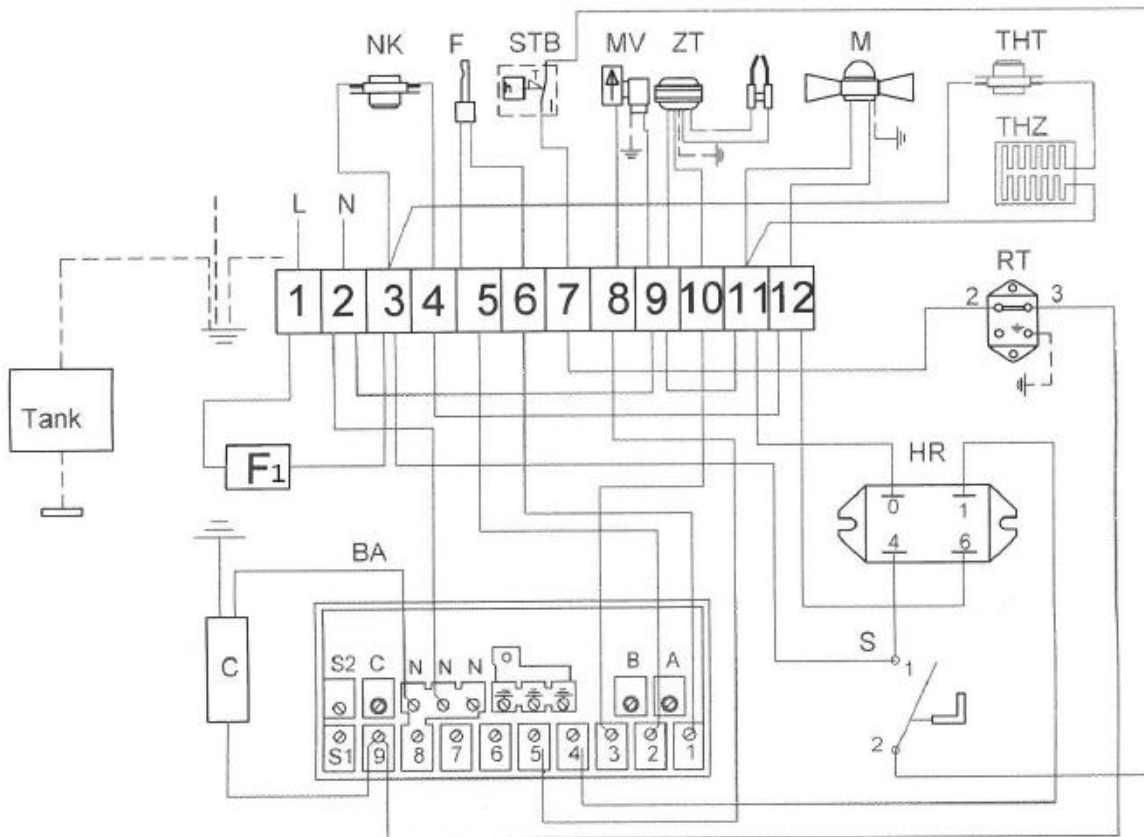 NK F STB MV ZT M THT
THZ
L N
RT
2 3
1 2 3 4 5 6 7 8 9 10 11 12
Tank
F1
HR
0 1
4 6
BA
S
1
C
S2 C N N N B A
2
S1 9 8 7 6 5 4 3 2 1